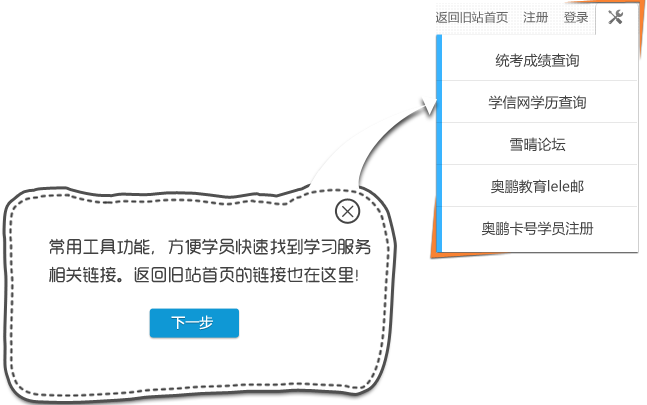 返回旧站首页 注册 登录
统考成绩查询
学信网学历查询
雪晴论坛
奥鹏教育lele邮
奥鹏卡号学员注册
常用工具功能，方便学员快速找到学习服务
相关链接。返回旧站首页的链接也在这里!
下一步